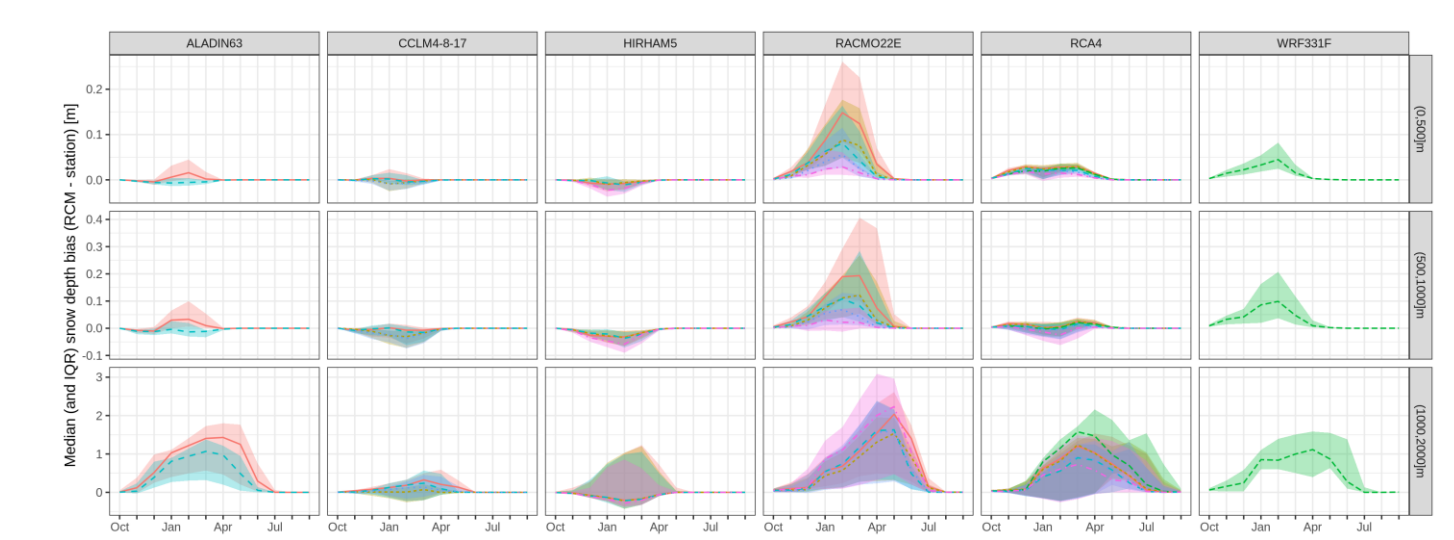 ALADIN63 CCLM4-8-17 HIRHAM5 RACMO22E RCA4 WRF331F
Median (and IQR) snow depth bias (RCM - station) [m]
0.2
0.1
0.0
(0,500]m
0.4
0.3
0.2
0.1
0.0
-0.1
(500,1000]m
3
2
1
0
(1000,2000]m
Oct Jan Apr Jul Oct Jan Apr Jul Oct Jan Apr Jul Oct Jan Apr Jul Oct Jan Apr Jul Oct Jan Apr Jul